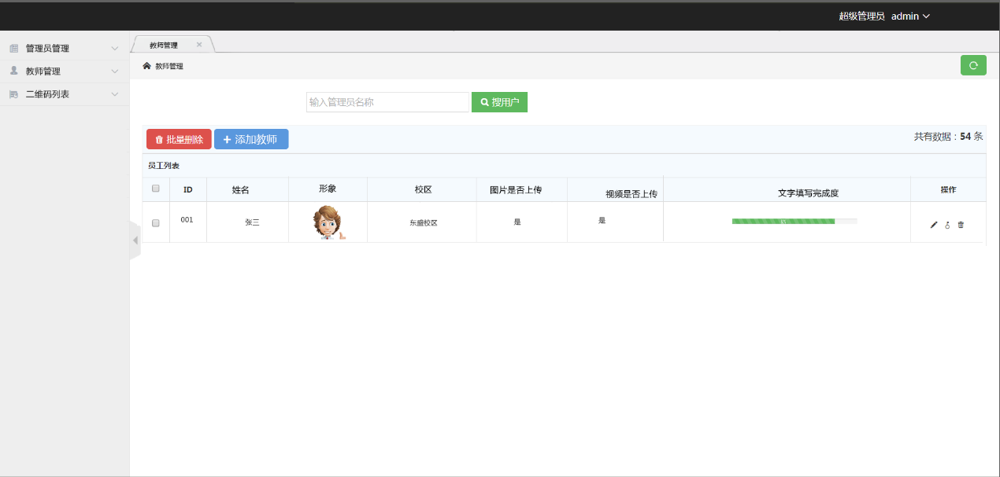 超级管理员 admin
管理员管理
教师管理
二维码列表
教师管理
教师管理
输入管理员名称 搜用户
批量删除 添加教师 共有数据：54 条
员工列表
ID 姓名 形象 校区 图片是否上传 视频是否上传 文字填写完成度 操作
001 张三 东盛校区 是 是